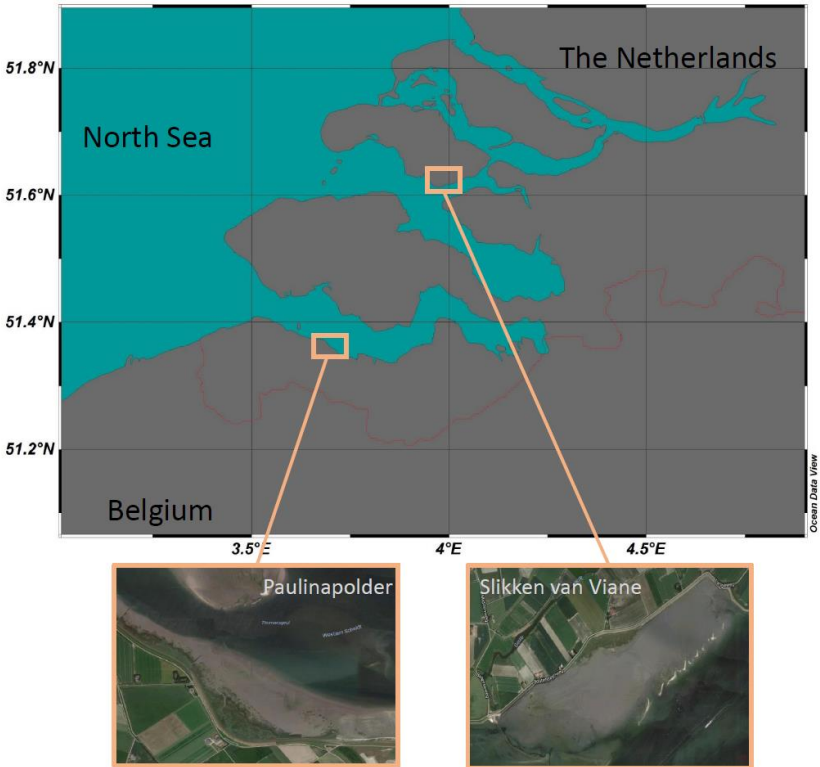 51.8°N
The Netherlands
North Sea
51.6°N
51.4°N
51.2°N
Belgium
Ocean Data View
3.5°E
4°E
4.5°E
Paulinapolder
Slikken van Viane